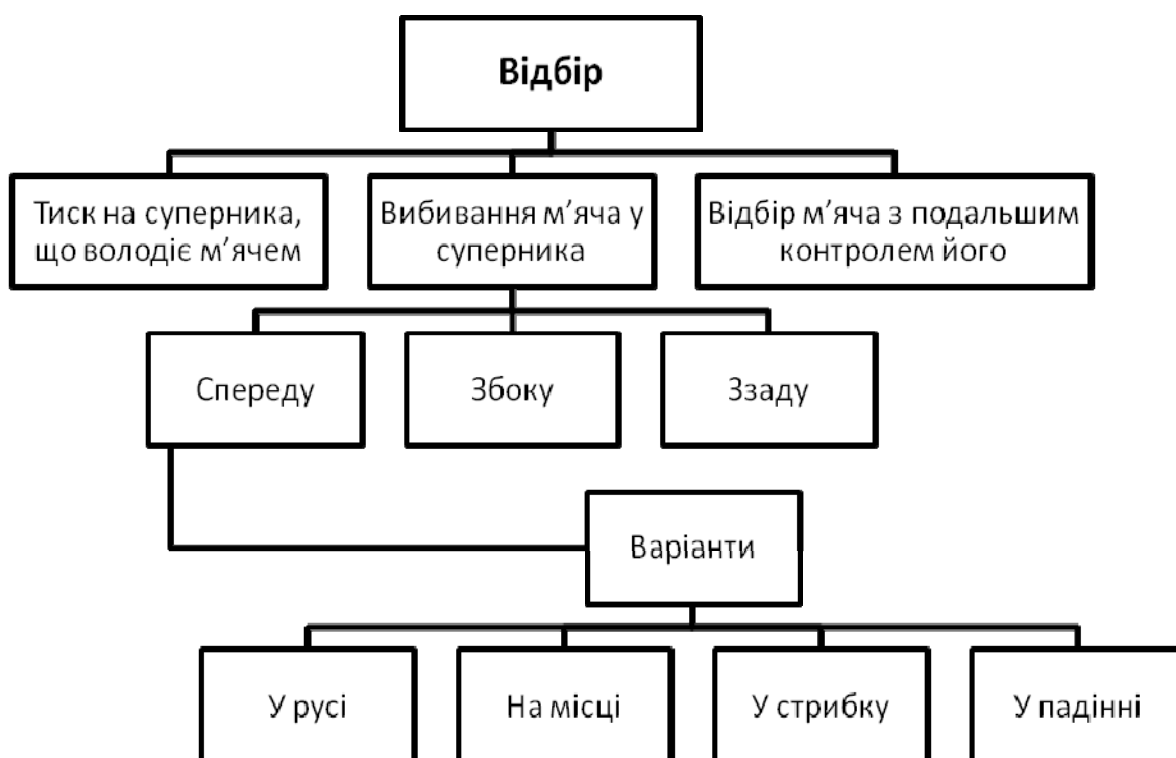 Відбір
Тиск на суперника,
що володіє м’ячем
Вибивання м’яча у
суперника
Відбір м’яча з подальшим
контролем його
Спереду
Збоку
Ззаду
Варіанти
У русі
На місці
У стрибку
У падінні